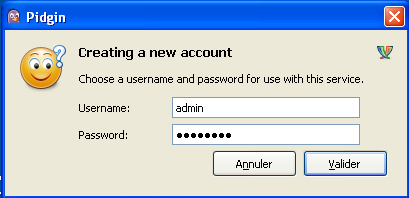 Pidgin
Creating a new account
Choose a username and password for use with this service.
Username: admin
Password: ●●●●●●●●
Annuler Valider